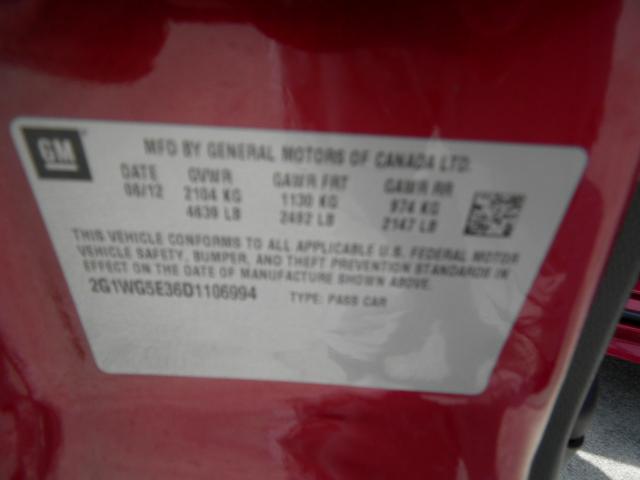 GM
MFD BY GENERAL MOTORS OF CANADA LTD.
DATE GVWR GAWR FRT GAWR RR
08/12 2104 KG 1130 KG 974 KG
4639 LB 2492 LB 2147 LB
THIS VEHICLE CONFORMS TO ALL APPLICABLE U.S. FEDERAL MOTOR
VEHICLE SAFETY, BUMPER, AND THEFT PREVENTION STANDARDS IN
EFFECT ON THE DATE OF MANUFACTURE SHOWN ABOVE.
2G1WG5E36D1106994 TYPE: PASS CAR